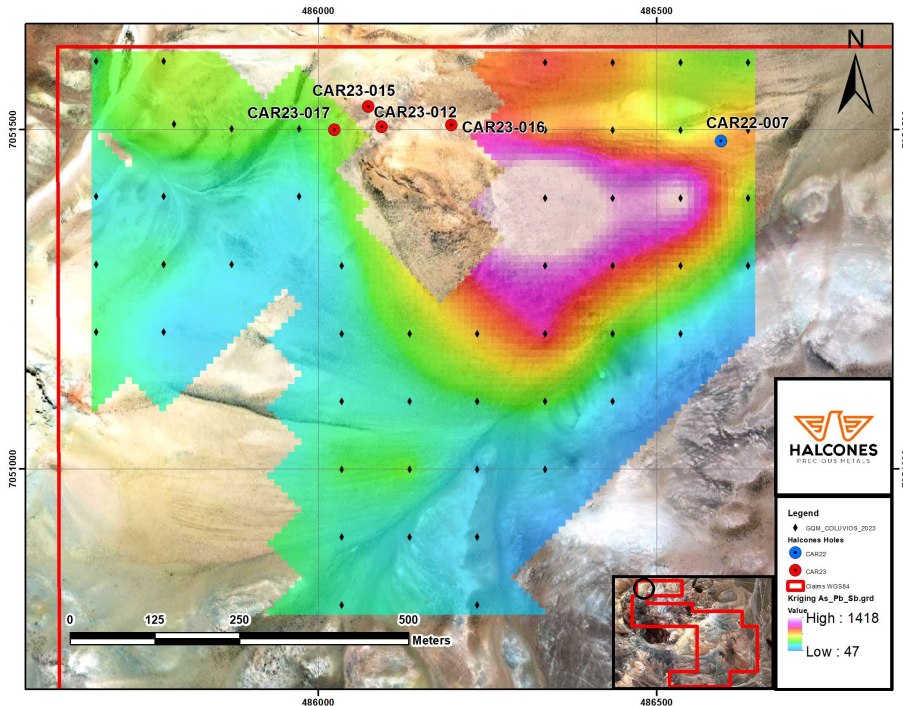 486000
486500
N
CAR23-015
CAR23-017
CAR23-012
CAR23-016
CAR22-007
7051500
7051000
HALCONES
PRECIOUS METALS
Legend
GQM_COLUVIOS_2023
Halcones Holes
CAR22
CAR23
Claims WGS84
Kriging As_Pb_Sb.grd
Value
High : 1418
Low : 47
0
125
250
500
Meters
486000
486500